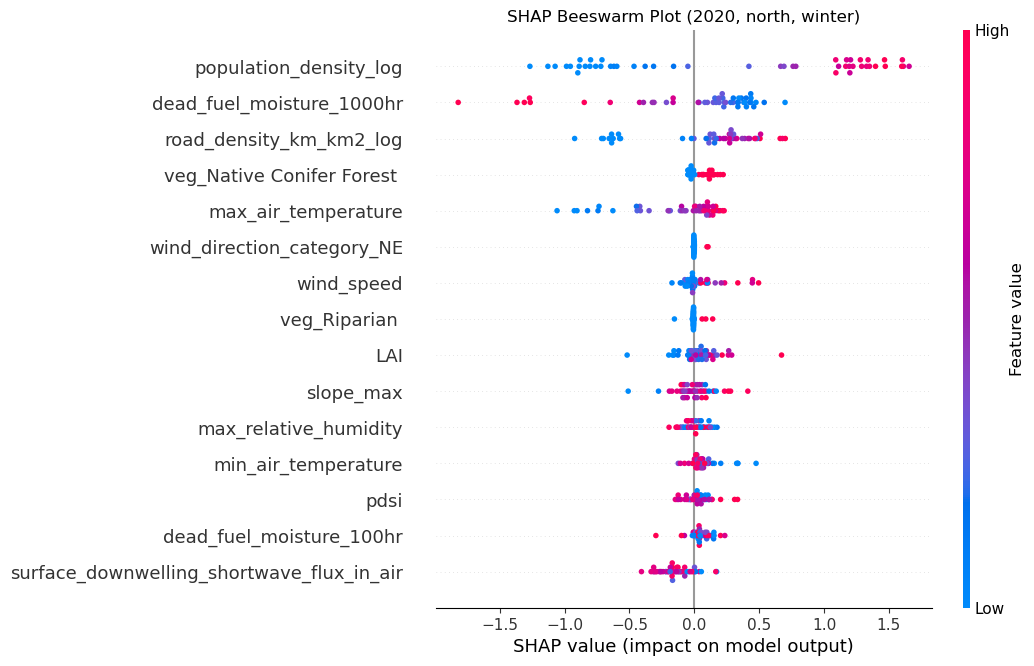 SHAP Beeswarm Plot (2020, north, winter)
population_density_log
dead_fuel_moisture_1000hr
road_density_km_km2_log
veg_Native Conifer Forest
max_air_temperature
wind_direction_category_NE
wind_speed
veg_Riparian
LAI
slope_max
max_relative_humidity
min_air_temperature
pdsi
dead_fuel_moisture_100hr
surface_downwelling_shortwave_flux_in_air
−1.5 −1.0 −0.5 0.0 0.5 1.0 1.5
SHAP value (impact on model output)
High
Feature value
Low